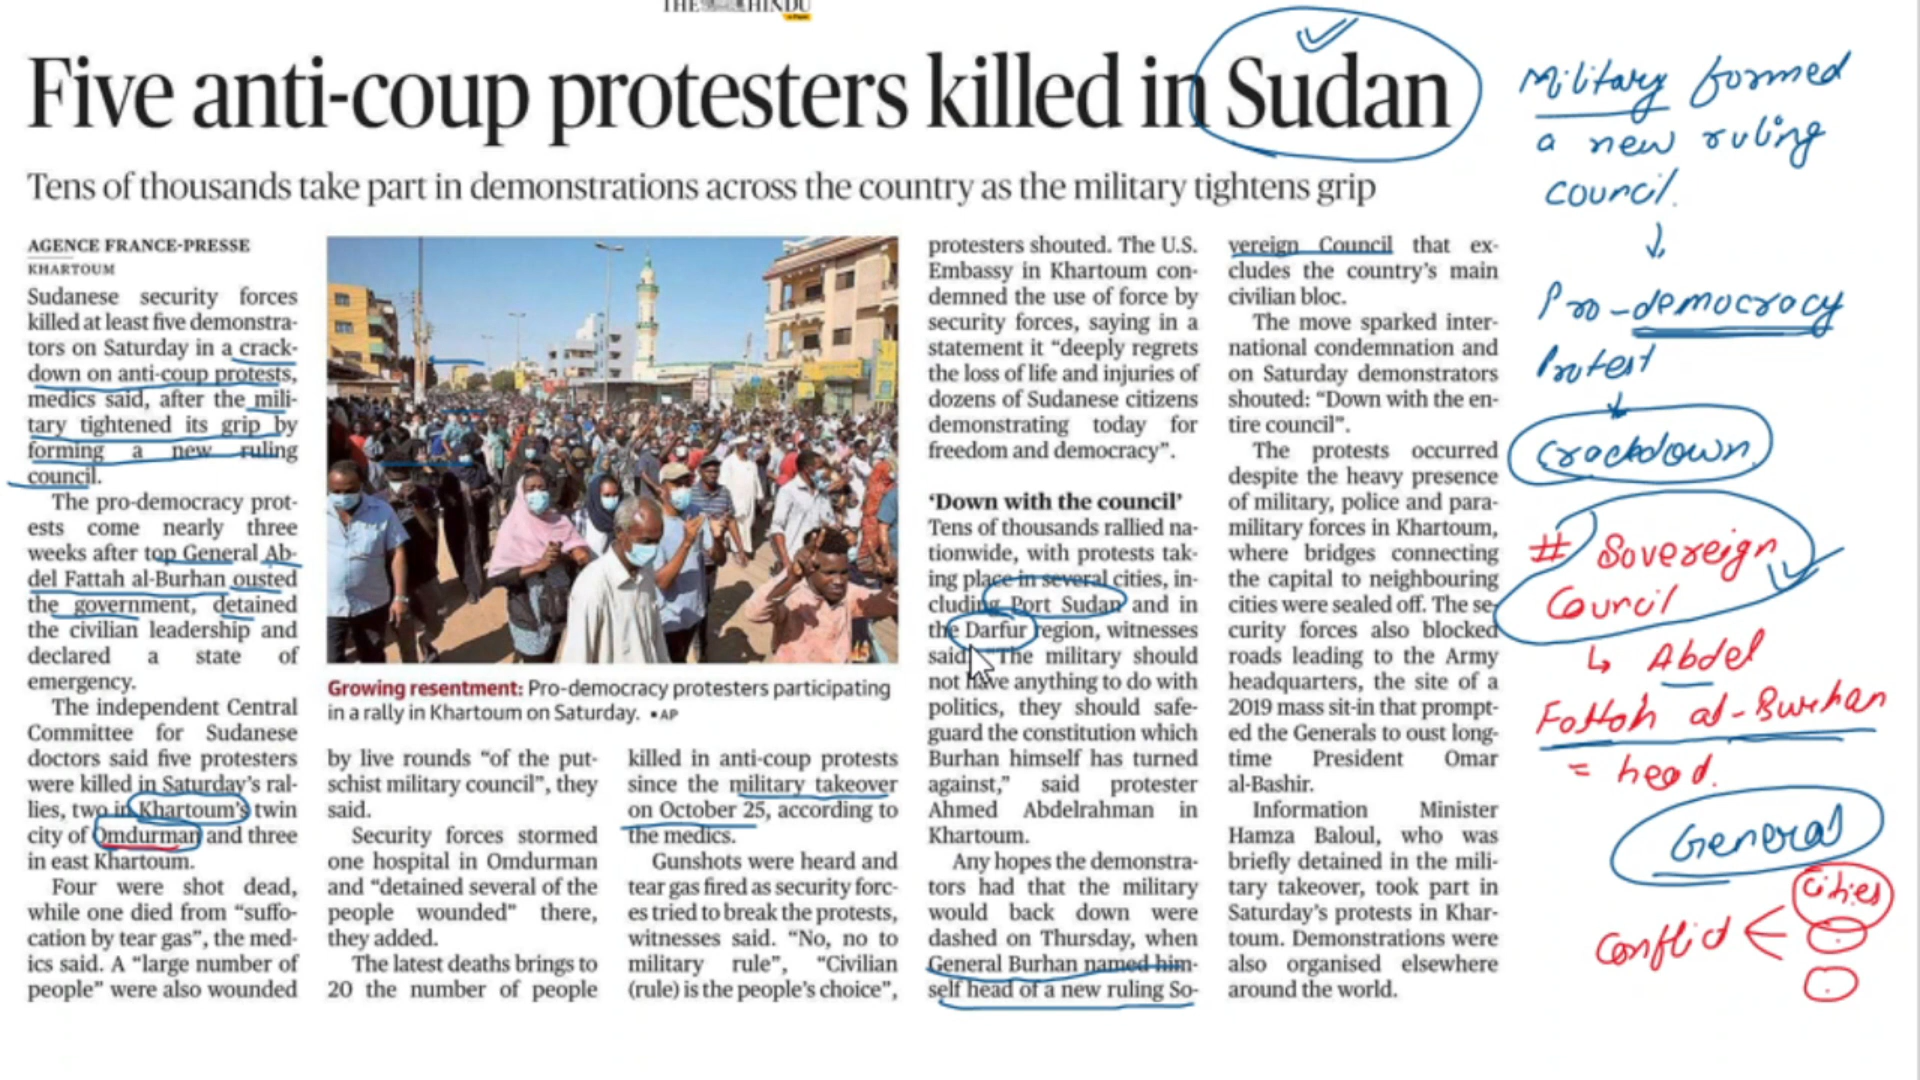 THE HINDU
Five anti-coup protesters killed in Sudan
Tens of thousands take part in demonstrations across the country as the military tightens grip
AGENCE FRANCE-PRESSE
KHARTOUM
Sudanese security forces
killed at least five demonstra-
tors on Saturday in a crack-
down on anti-coup protests,
medics said, after the mili-
tary tightened its grip by
forming a new ruling
council.
The pro-democracy prot-
ests come nearly three
weeks after top General Ab-
del Fattah al-Burhan ousted
the government, detained
the civilian leadership and
declared a state of
emergency.
The independent Central
Committee for Sudanese
doctors said five protesters
were killed in Saturday's ral-
lies, two in Khartoum's twin
city of Omdurman and three
in east Khartoum.
Four were shot dead,
while one died from "suffo-
cation by tear gas", the med-
ics said. A "large number of
people" were also wounded
Growing resentment: Pro-democracy protesters participating
in a rally in Khartoum on Saturday. ▪AP
by live rounds "of the put-
schist military council", they
said.
Security forces stormed
one hospital in Omdurman
and "detained several of the
people wounded" there,
they added.
The latest deaths brings to
20 the number of people
killed in anti-coup protests
since the military takeover
on October 25, according to
the medics.
Gunshots were heard and
tear gas fired as security forc-
es tried to break the protests,
witnesses said. "No, no to
military rule", "Civilian
(rule) is the people's choice",
protesters shouted. The U.S.
Embassy in Khartoum con-
demned the use of force by
security forces, saying in a
statement it "deeply regrets
the loss of life and injuries of
dozens of Sudanese citizens
demonstrating today for
freedom and democracy".
'Down with the council'
Tens of thousands rallied na-
tionwide, with protests tak-
ing place in several cities, in-
cluding Port Sudan and in
the Darfur region, witnesses
said. "The military should
not have anything to do with
politics, they should safe-
guard the constitution which
Burhan himself has turned
against," said protester
Ahmed Abdelrahman in
Khartoum.
Any hopes the demonstra-
tors had that the military
would back down were
dashed on Thursday, when
General Burhan named him-
self head of a new ruling So-
vereign Council that ex-
cludes the country's main
civilian bloc.
The move sparked inter-
national condemnation and
on Saturday demonstrators
shouted: "Down with the en-
tire council".
The protests occurred
despite the heavy presence
of military, police and para-
military forces in Khartoum,
where bridges connecting
the capital to neighbouring
cities were sealed off. The se-
curity forces also blocked
roads leading to the Army
headquarters, the site of a
2019 mass sit-in that prompt-
ed the Generals to oust long-
time President Omar
al-Bashir.
Information Minister
Hamza Baloul, who was
briefly detained in the mili-
tary takeover, took part in
Saturday's protests in Khar-
toum. Demonstrations were
also organised elsewhere
around the world.
Military formed
a new ruling
council.
Pro-democracy
Protest
Crackdown
# Sovereign
Council
↳ Abdel
Fattah al-Burhan
= head.
General
Cities
Conflict